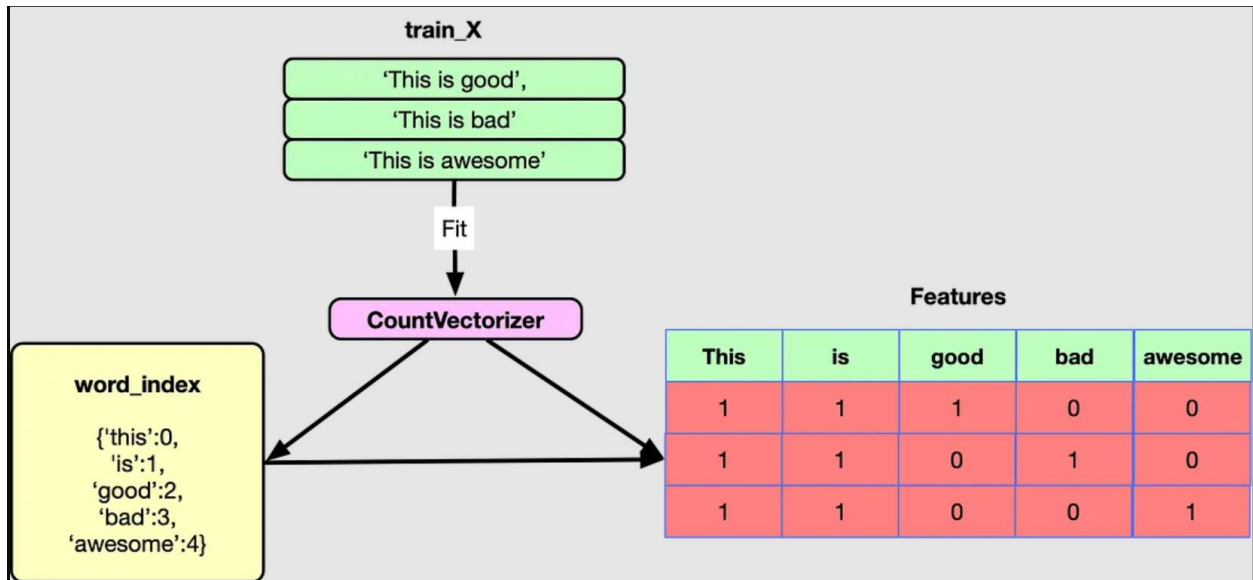 train_X
‘This is good’,
‘This is bad’
‘This is awesome’
Fit
CountVectorizer
word_index
{'this':0,
'is':1,
‘good':2,
‘bad’:3,
‘awesome’:4}
Features
This is good bad awesome
1 1 1 0 0
1 1 0 1 0
1 1 0 0 1